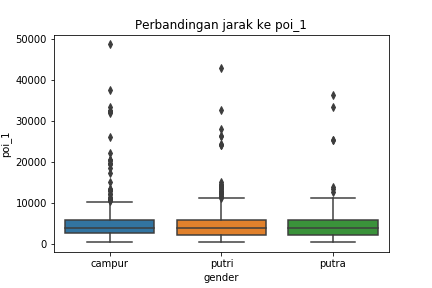 Perbandingan jarak ke poi_1
50000
40000
30000
20000
10000
0
poi_1
campur
putri
putra
gender